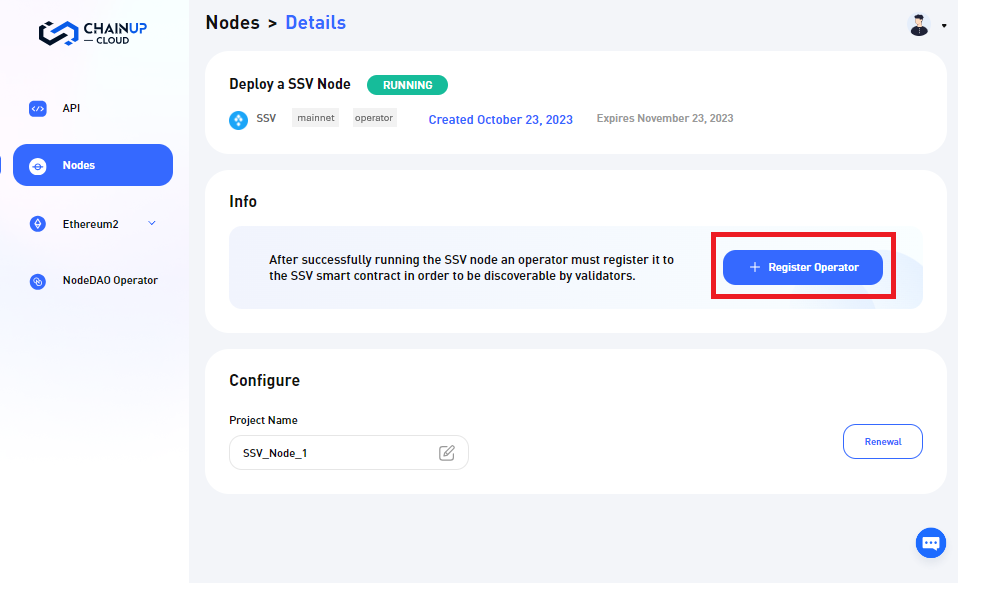 CHAINUP
CLOUD
Nodes > Details
API
Nodes
Ethereum2
NodeDAO Operator
Deploy a SSV Node RUNNING
SSV mainnet operator Created October 23, 2023 Expires November 23, 2023
Info
After successfully running the SSV node an operator must register it to
the SSV smart contract in order to be discoverable by validators.
+ Register Operator
Configure
Project Name
SSV_Node_1
Renewal